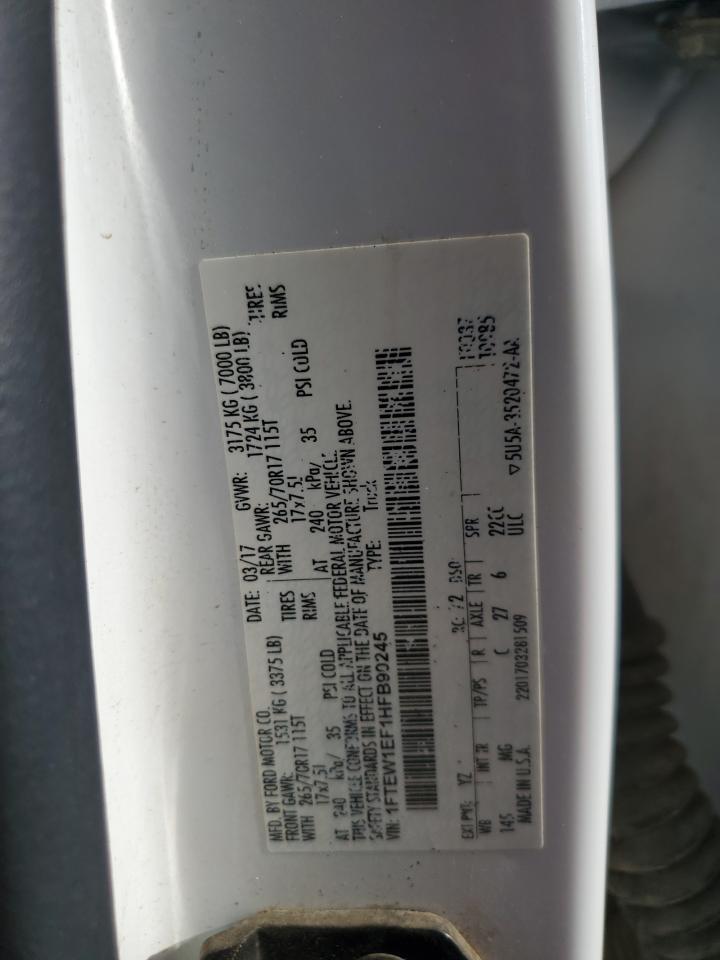 MFD. BY FORD MOTOR CO. DATE: 03/17 GVWR: 3175 KG ( 7000 LB)
FRONT GAWR: 1531 KG ( 3375 LB) REAR GAWR: 1724 KG ( 3800 LB)
WITH 265/70R17 115T TIRES WITH 265/70R17 115T TIRES
17x7.5J RIMS 17x7.5J RIMS
AT 240 kPa/ 35 PSI COLD AT 240 kPa/ 35 PSI COLD
THIS VEHICLE CONFORMS TO ALL APPLICABLE FEDERAL MOTOR VEHICLE
SAFETY STANDARDS IN EFFECT ON THE DATE OF MANUFACTURE SHOWN ABOVE.
VIN: 1FTEW1EF1HFB90245 TYPE: Truck
EXT PNT: YZ RC: 72 DSO:
WB INT TR TP/PS R AXLE TR SPR
145 MG C 27 6 22CC
MADE IN U.S.A. 2201703281509 ULC
▽5U5A-3520472-AA